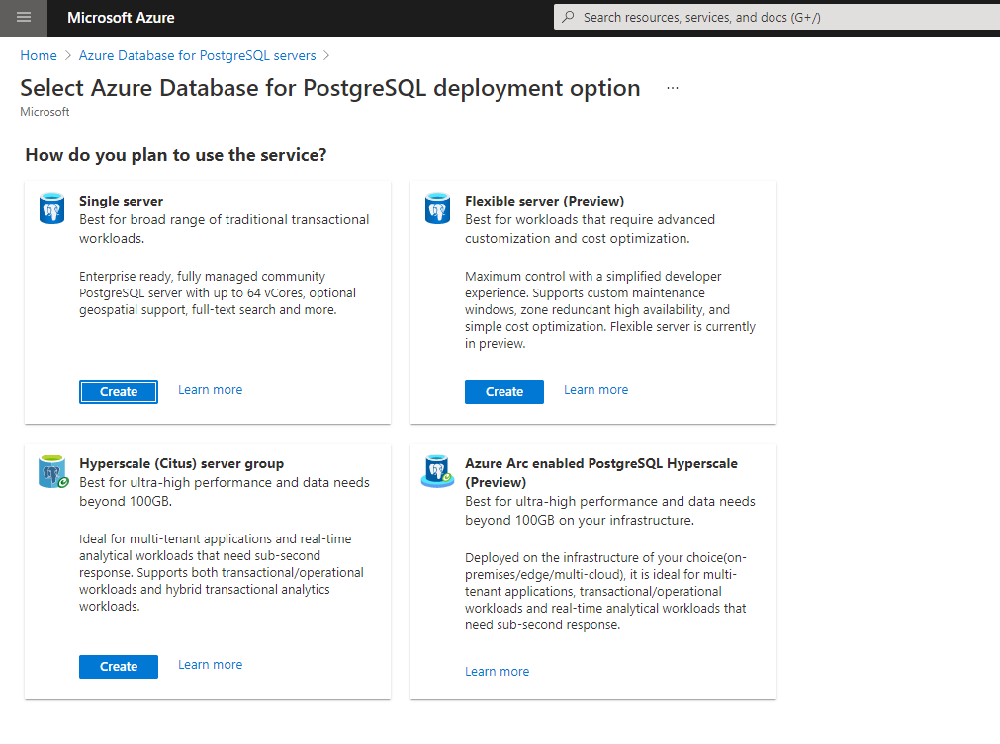 Microsoft Azure
Search resources, services, and docs (G+/)
Home > Azure Database for PostgreSQL servers >
Select Azure Database for PostgreSQL deployment option ...
Microsoft
How do you plan to use the service?
Single server
Best for broad range of traditional transactional
workloads.
Enterprise ready, fully managed community
PostgreSQL server with up to 64 vCores, optional
geospatial support, full-text search and more.
Create
Learn more
Flexible server (Preview)
Best for workloads that require advanced
customization and cost optimization.
Maximum control with a simplified developer
experience. Supports custom maintenance
windows, zone redundant high availability, and
simple cost optimization. Flexible server is currently
in preview.
Create
Learn more
Hyperscale (Citus) server group
Best for ultra-high performance and data needs
beyond 100GB.
Ideal for multi-tenant applications and real-time
analytical workloads that need sub-second
response. Supports both transactional/operational
workloads and hybrid transactional analytics
workloads.
Create
Learn more
Azure Arc enabled PostgreSQL Hyperscale
(Preview)
Best for ultra-high performance and data needs
beyond 100GB on your infrastructure.
Deployed on the infrastructure of your choice(on-
premises/edge/multi-cloud), it is ideal for multi-
tenant applications, transactional/operational
workloads and real-time analytical workloads that
need sub-second response.
Learn more